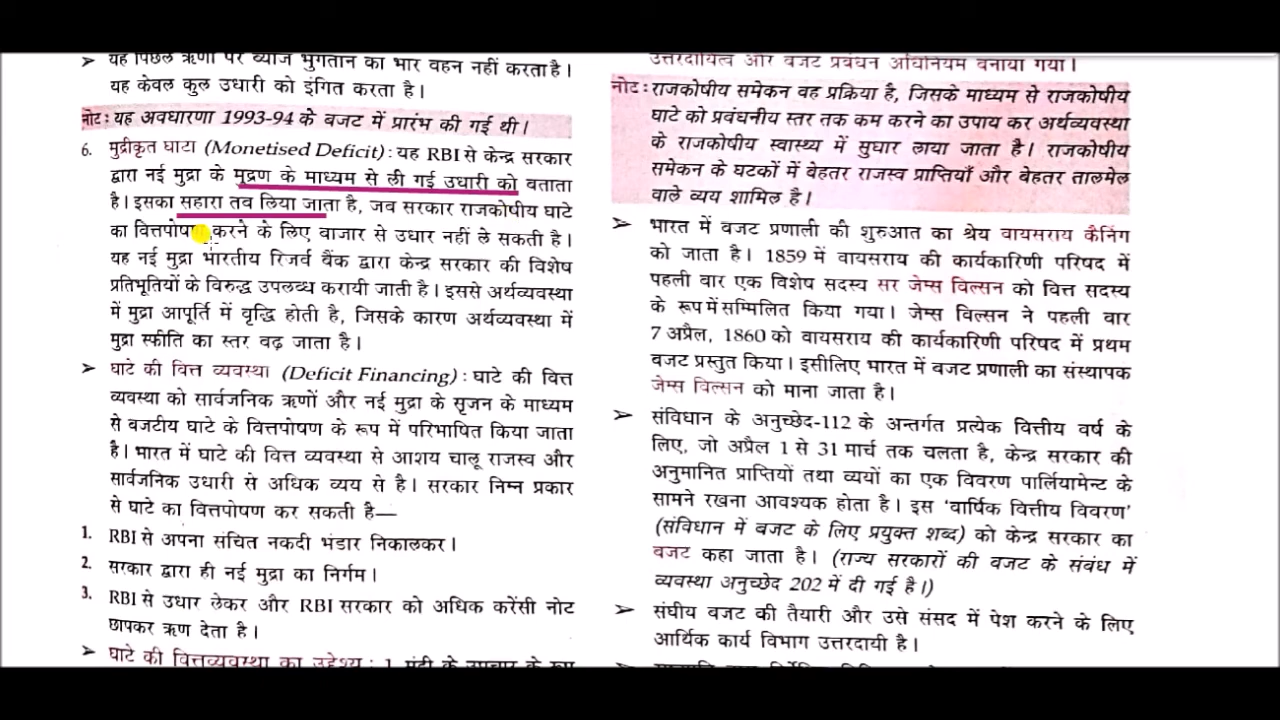 यह पिछले ऋणों पर ब्याज भुगतान का भार वहन नहीं करता है।
यह केवल कुल उधारी को इंगित करता है।
नोट: यह अवधारणा 1993-94 के बजट में प्रारंभ की गई थी।
6. मुद्रीकृत घाटा (Monetised Deficit) : यह RBI से केन्द्र सरकार
द्वारा नई मुद्रा के मुद्रण के माध्यम से ली गई उधारी को बताता
है। इसका सहारा तब लिया जाता है, जब सरकार राजकोषीय घाटे
का वित्तपोषण करने के लिए बाजार से उधार नहीं ले सकती है।
यह नई मुद्रा भारतीय रिजर्व बैंक द्वारा केन्द्र सरकार की विशेष
प्रतिभूतियों के विरुद्ध उपलब्ध करायी जाती है। इससे अर्थव्यवस्था
में मुद्रा आपूर्ति में वृद्धि होती है, जिसके कारण अर्थव्यवस्था में
मुद्रा स्फीति का स्तर बढ़ जाता है।
➤ घाटे की वित्त व्यवस्था (Deficit Financing) : घाटे की वित्त
व्यवस्था को सार्वजनिक ऋणों और नई मुद्रा के सृजन के माध्यम
से बजटीय घाटे के वित्तपोषण के रूप में परिभाषित किया जाता
है। भारत में घाटे की वित्त व्यवस्था से आशय चालू राजस्व और
सार्वजनिक उधारी से अधिक व्यय से है। सरकार निम्न प्रकार
से घाटे का वित्तपोषण कर सकती है—
1. RBI से अपना संचित नकदी भंडार निकालकर।
2. सरकार द्वारा ही नई मुद्रा का निर्गम।
3. RBI से उधार लेकर और RBI सरकार को अधिक करेंसी नोट
छापकर ऋण देता है।
➤ घाटे की वित्तव्यवस्था का उद्देश्य : 1. मंदी के उपचार के रूप
उत्तरदायित्व और बजट प्रबंधन अधिनियम बनाया गया।
नोट: राजकोषीय समेकन वह प्रक्रिया है, जिसके माध्यम से राजकोषीय
घाटे को प्रबंधनीय स्तर तक कम करने का उपाय कर अर्थव्यवस्था
के राजकोषीय स्वास्थ्य में सुधार लाया जाता है। राजकोषीय
समेकन के घटकों में बेहतर राजस्व प्राप्तियाँ और बेहतर तालमेल
वाले व्यय शामिल है।
➤ भारत में बजट प्रणाली की शुरुआत का श्रेय वायसराय कैनिंग
को जाता है। 1859 में वायसराय की कार्यकारिणी परिषद में
पहली बार एक विशेष सदस्य सर जेम्स विल्सन को वित्त सदस्य
के रूप में सम्मिलित किया गया। जेम्स विल्सन ने पहली बार
7 अप्रैल, 1860 को वायसराय की कार्यकारिणी परिषद में प्रथम
बजट प्रस्तुत किया। इसीलिए भारत में बजट प्रणाली का संस्थापक
जेम्स विल्सन को माना जाता है।
➤ संविधान के अनुच्छेद-112 के अन्तर्गत प्रत्येक वित्तीय वर्ष के
लिए, जो अप्रैल 1 से 31 मार्च तक चलता है, केन्द्र सरकार की
अनुमानित प्राप्तियों तथा व्ययों का एक विवरण पार्लियामेन्ट के
सामने रखना आवश्यक होता है। इस ‘वार्षिक वित्तीय विवरण’
(संविधान में बजट के लिए प्रयुक्त शब्द) को केन्द्र सरकार का
बजट कहा जाता है। (राज्य सरकारों की बजट के संबंध में
व्यवस्था अनुच्छेद 202 में दी गई है।)
➤ संघीय बजट की तैयारी और उसे संसद में पेश करने के लिए
आर्थिक कार्य विभाग उत्तरदायी है।